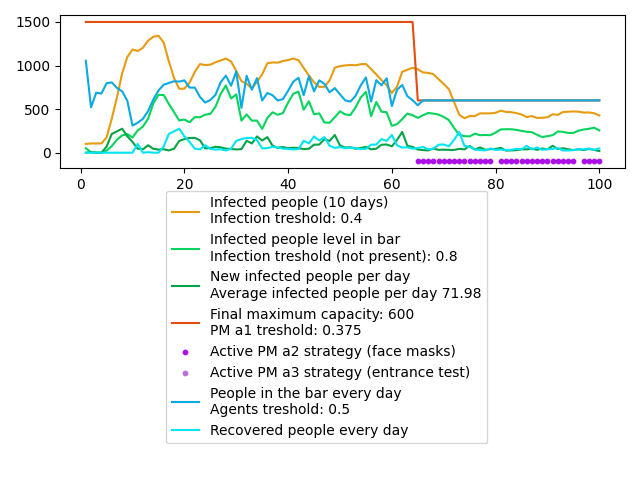 1500
1000
500
0
0
20
40
60
80
100
Infected people (10 days)
Infection treshold: 0.4
Infected people level in bar
Infection treshold (not present): 0.8
New infected people per day
Average infected people per day 71.98
Final maximum capacity: 600
PM a1 treshold: 0.375
Active PM a2 strategy (face masks)
Active PM a3 strategy (entrance test)
People in the bar every day
Agents treshold: 0.5
Recovered people every day